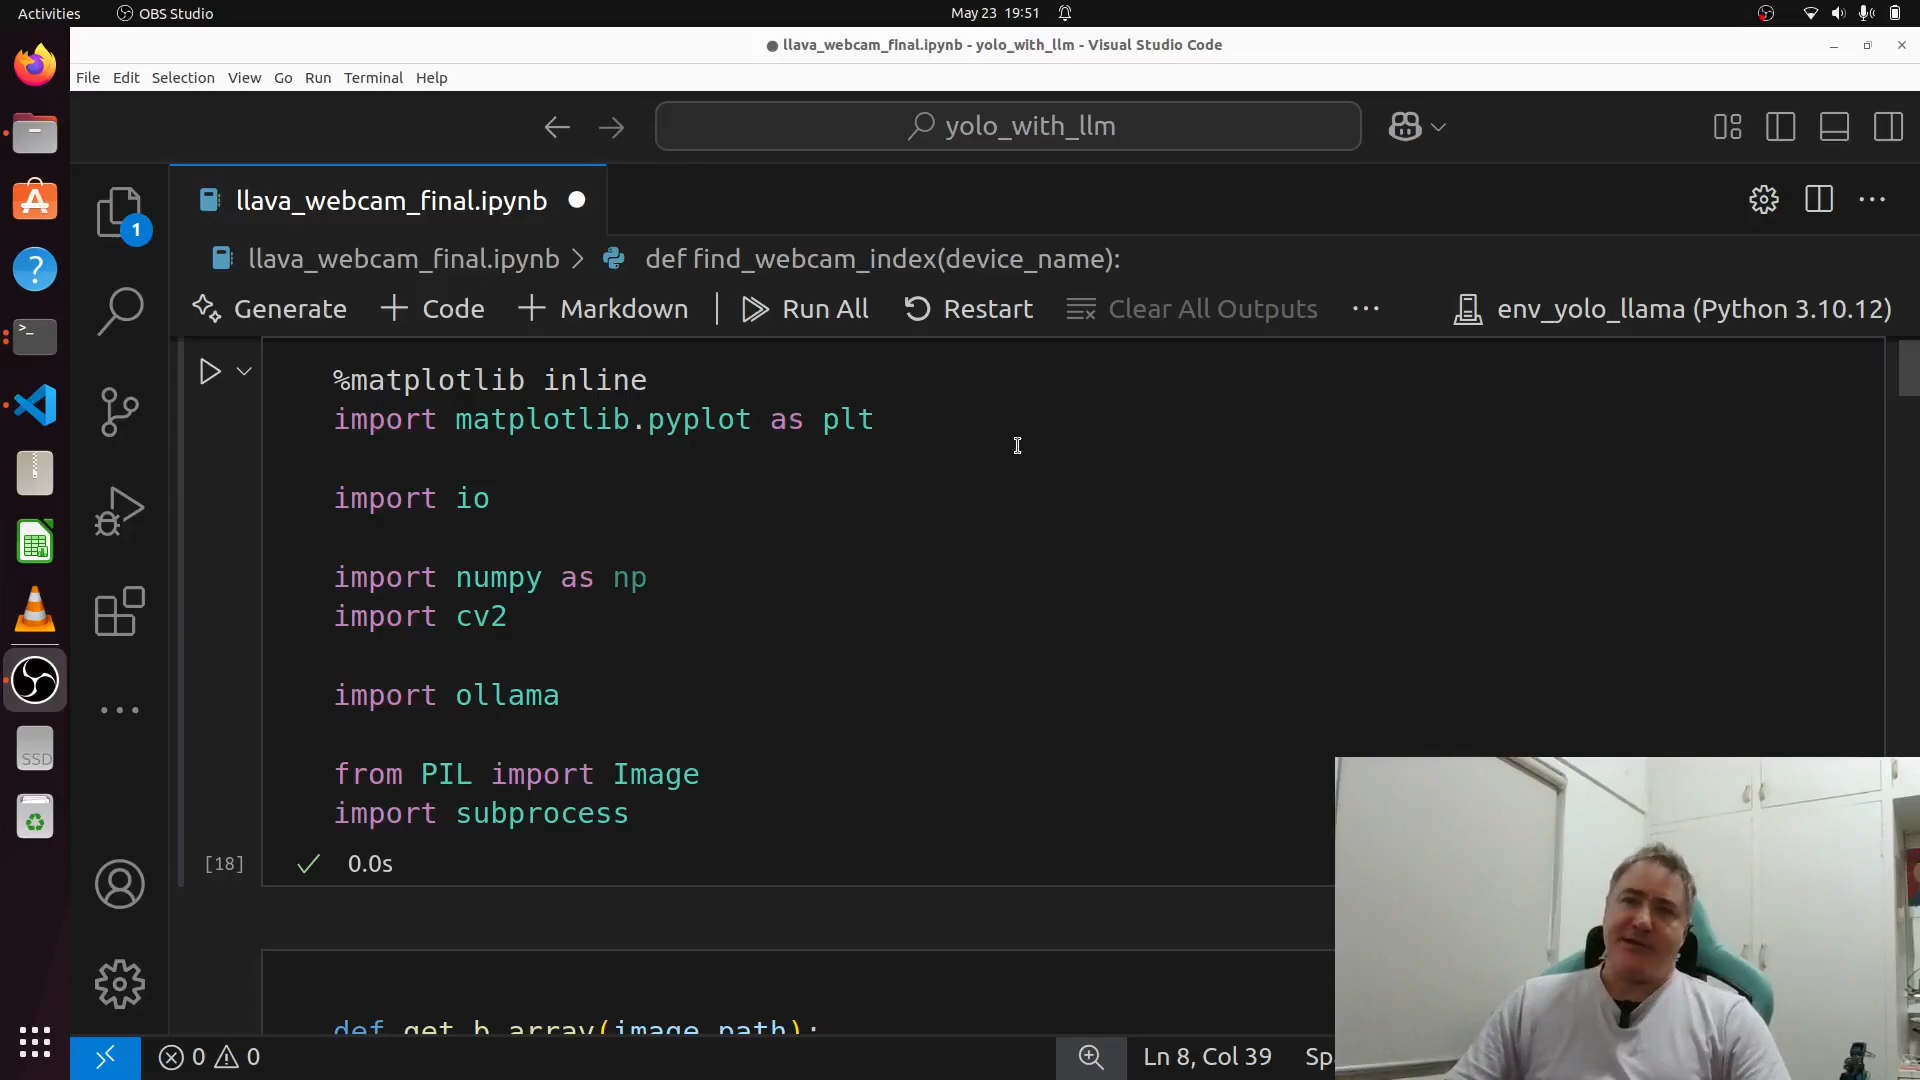 Activities
OBS Studio
May 23 19:51
llava_webcam_final.ipynb - yolo_with_llm - Visual Studio Code
File Edit Selection View Go Run Terminal Help
yolo_with_llm
1
llava_webcam_final.ipynb
llava_webcam_final.ipynb > def find_webcam_index(device_name):
Generate + Code + Markdown | Run All Restart Clear All Outputs ... env_yolo_llama (Python 3.10.12)
%matplotlib inline
import matplotlib.pyplot as plt
import io
import numpy as np
import cv2
import ollama
from PIL import Image
import subprocess
[18] 0.0s
def get_b_array(image_path):
0 0 Ln 8, Col 39 Sp
SSD